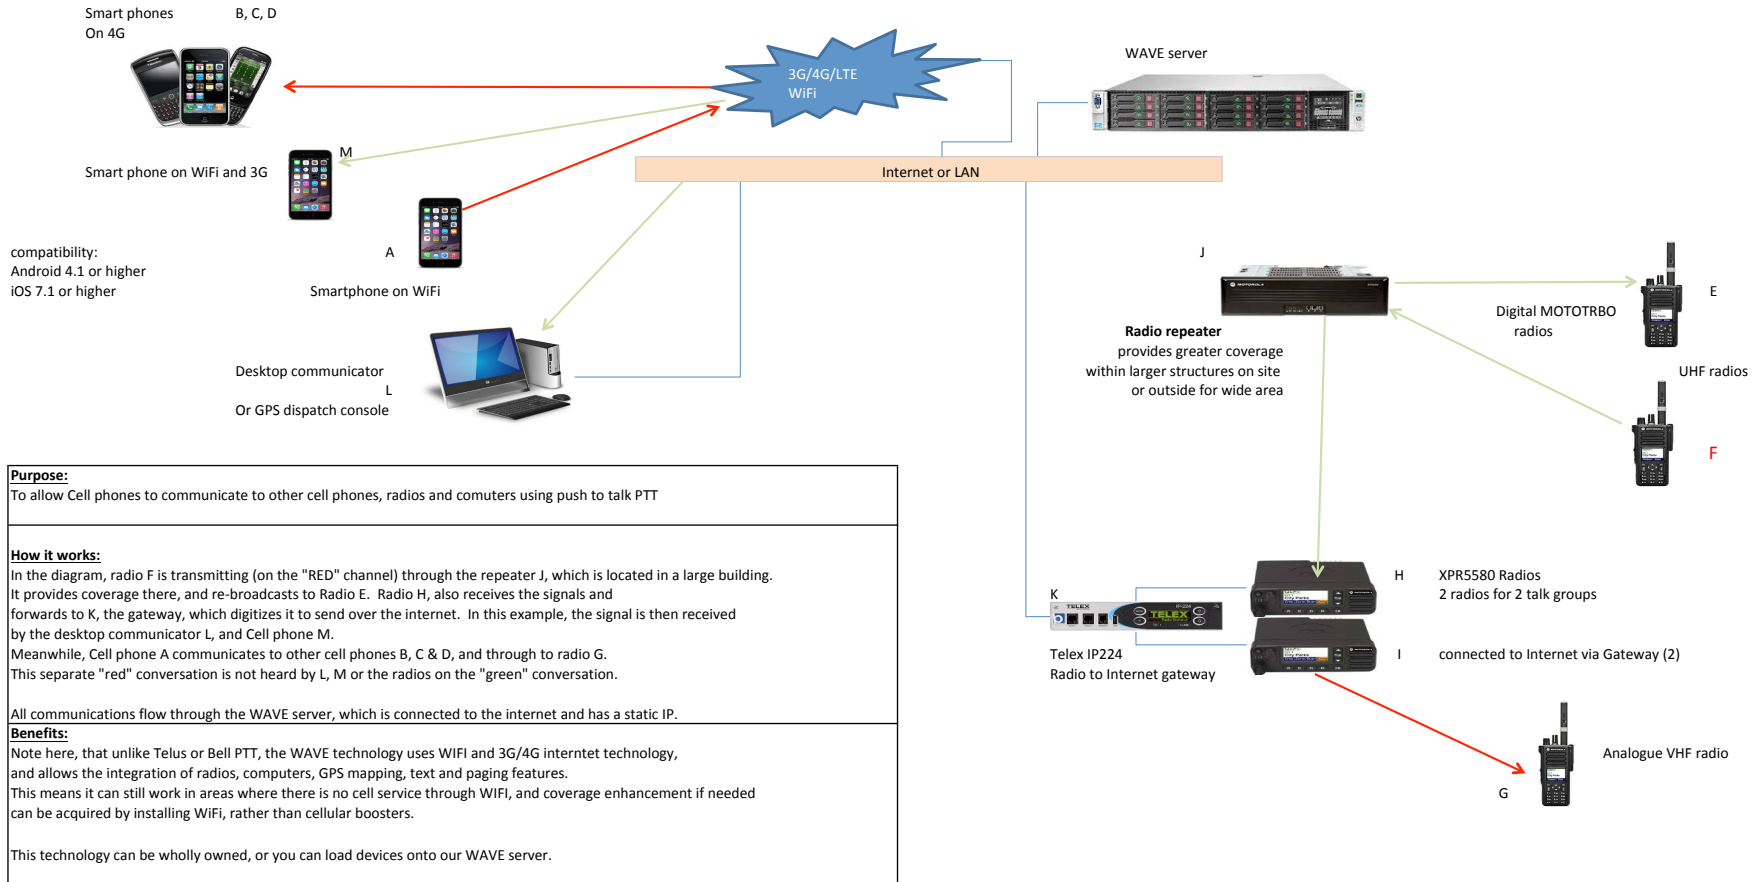 Smart phones B, C, D
On 4G
3G/4G/LTE
WiFi
WAVE server
M
Smart phone on WiFi and 3G
Internet or LAN
compatibility:
Android 4.1 or higher
iOS 7.1 or higher
A
Smartphone on WiFi
J
MOTOROLA
Radio repeater
provides greater coverage
within larger structures on site
or outside for wide area
Digital MOTOTRBO
radios
E
UHF radios
F
Desktop communicator
L
Or GPS dispatch console
Purpose:
To allow Cell phones to communicate to other cell phones, radios and comuters using push to talk PTT
How it works:
In the diagram, radio F is transmitting (on the "RED" channel) through the repeater J, which is located in a large building.
It provides coverage there, and re-broadcasts to Radio E. Radio H, also receives the signals and
forwards to K, the gateway, which digitizes it to send over the internet. In this example, the signal is then received
by the desktop communicator L, and Cell phone M.
Meanwhile, Cell phone A communicates to other cell phones B, C & D, and through to radio G.
This separate "red" conversation is not heard by L, M or the radios on the "green" conversation.
All communications flow through the WAVE server, which is connected to the internet and has a static IP.
Benefits:
Note here, that unlike Telus or Bell PTT, the WAVE technology uses WIFI and 3G/4G interntet technology,
and allows the integration of radios, computers, GPS mapping, text and paging features.
This means it can still work in areas where there is no cell service through WIFI, and coverage enhancement if needed
can be acquired by installing WiFi, rather than cellular boosters.
This technology can be wholly owned, or you can load devices onto our WAVE server.
K
TELEX
IP-224
TELEX
Telex IP224
Radio to Internet gateway
H XPR5580 Radios
2 radios for 2 talk groups
I connected to Internet via Gateway (2)
Analogue VHF radio
G